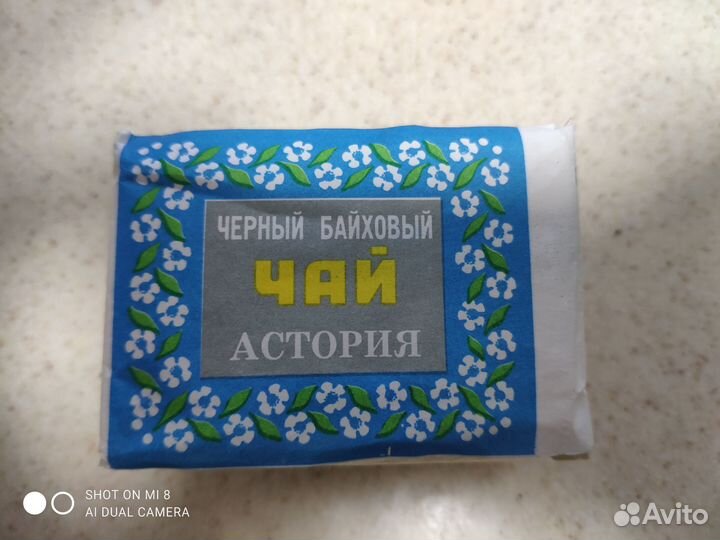 ЧЕРНЫЙ БАЙХОВЫЙ
ЧАЙ
АСТОРИЯ
SHOT ON MI 8
AI DUAL CAMERA
Avito